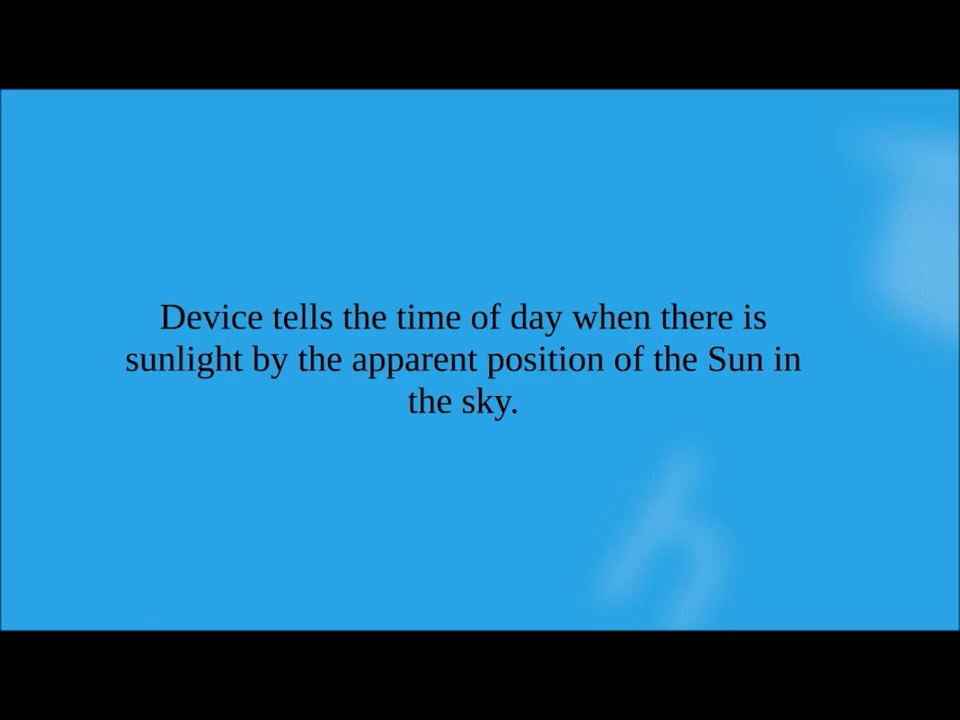 Device tells the time of day when there is
sunlight by the apparent position of the Sun in
the sky.